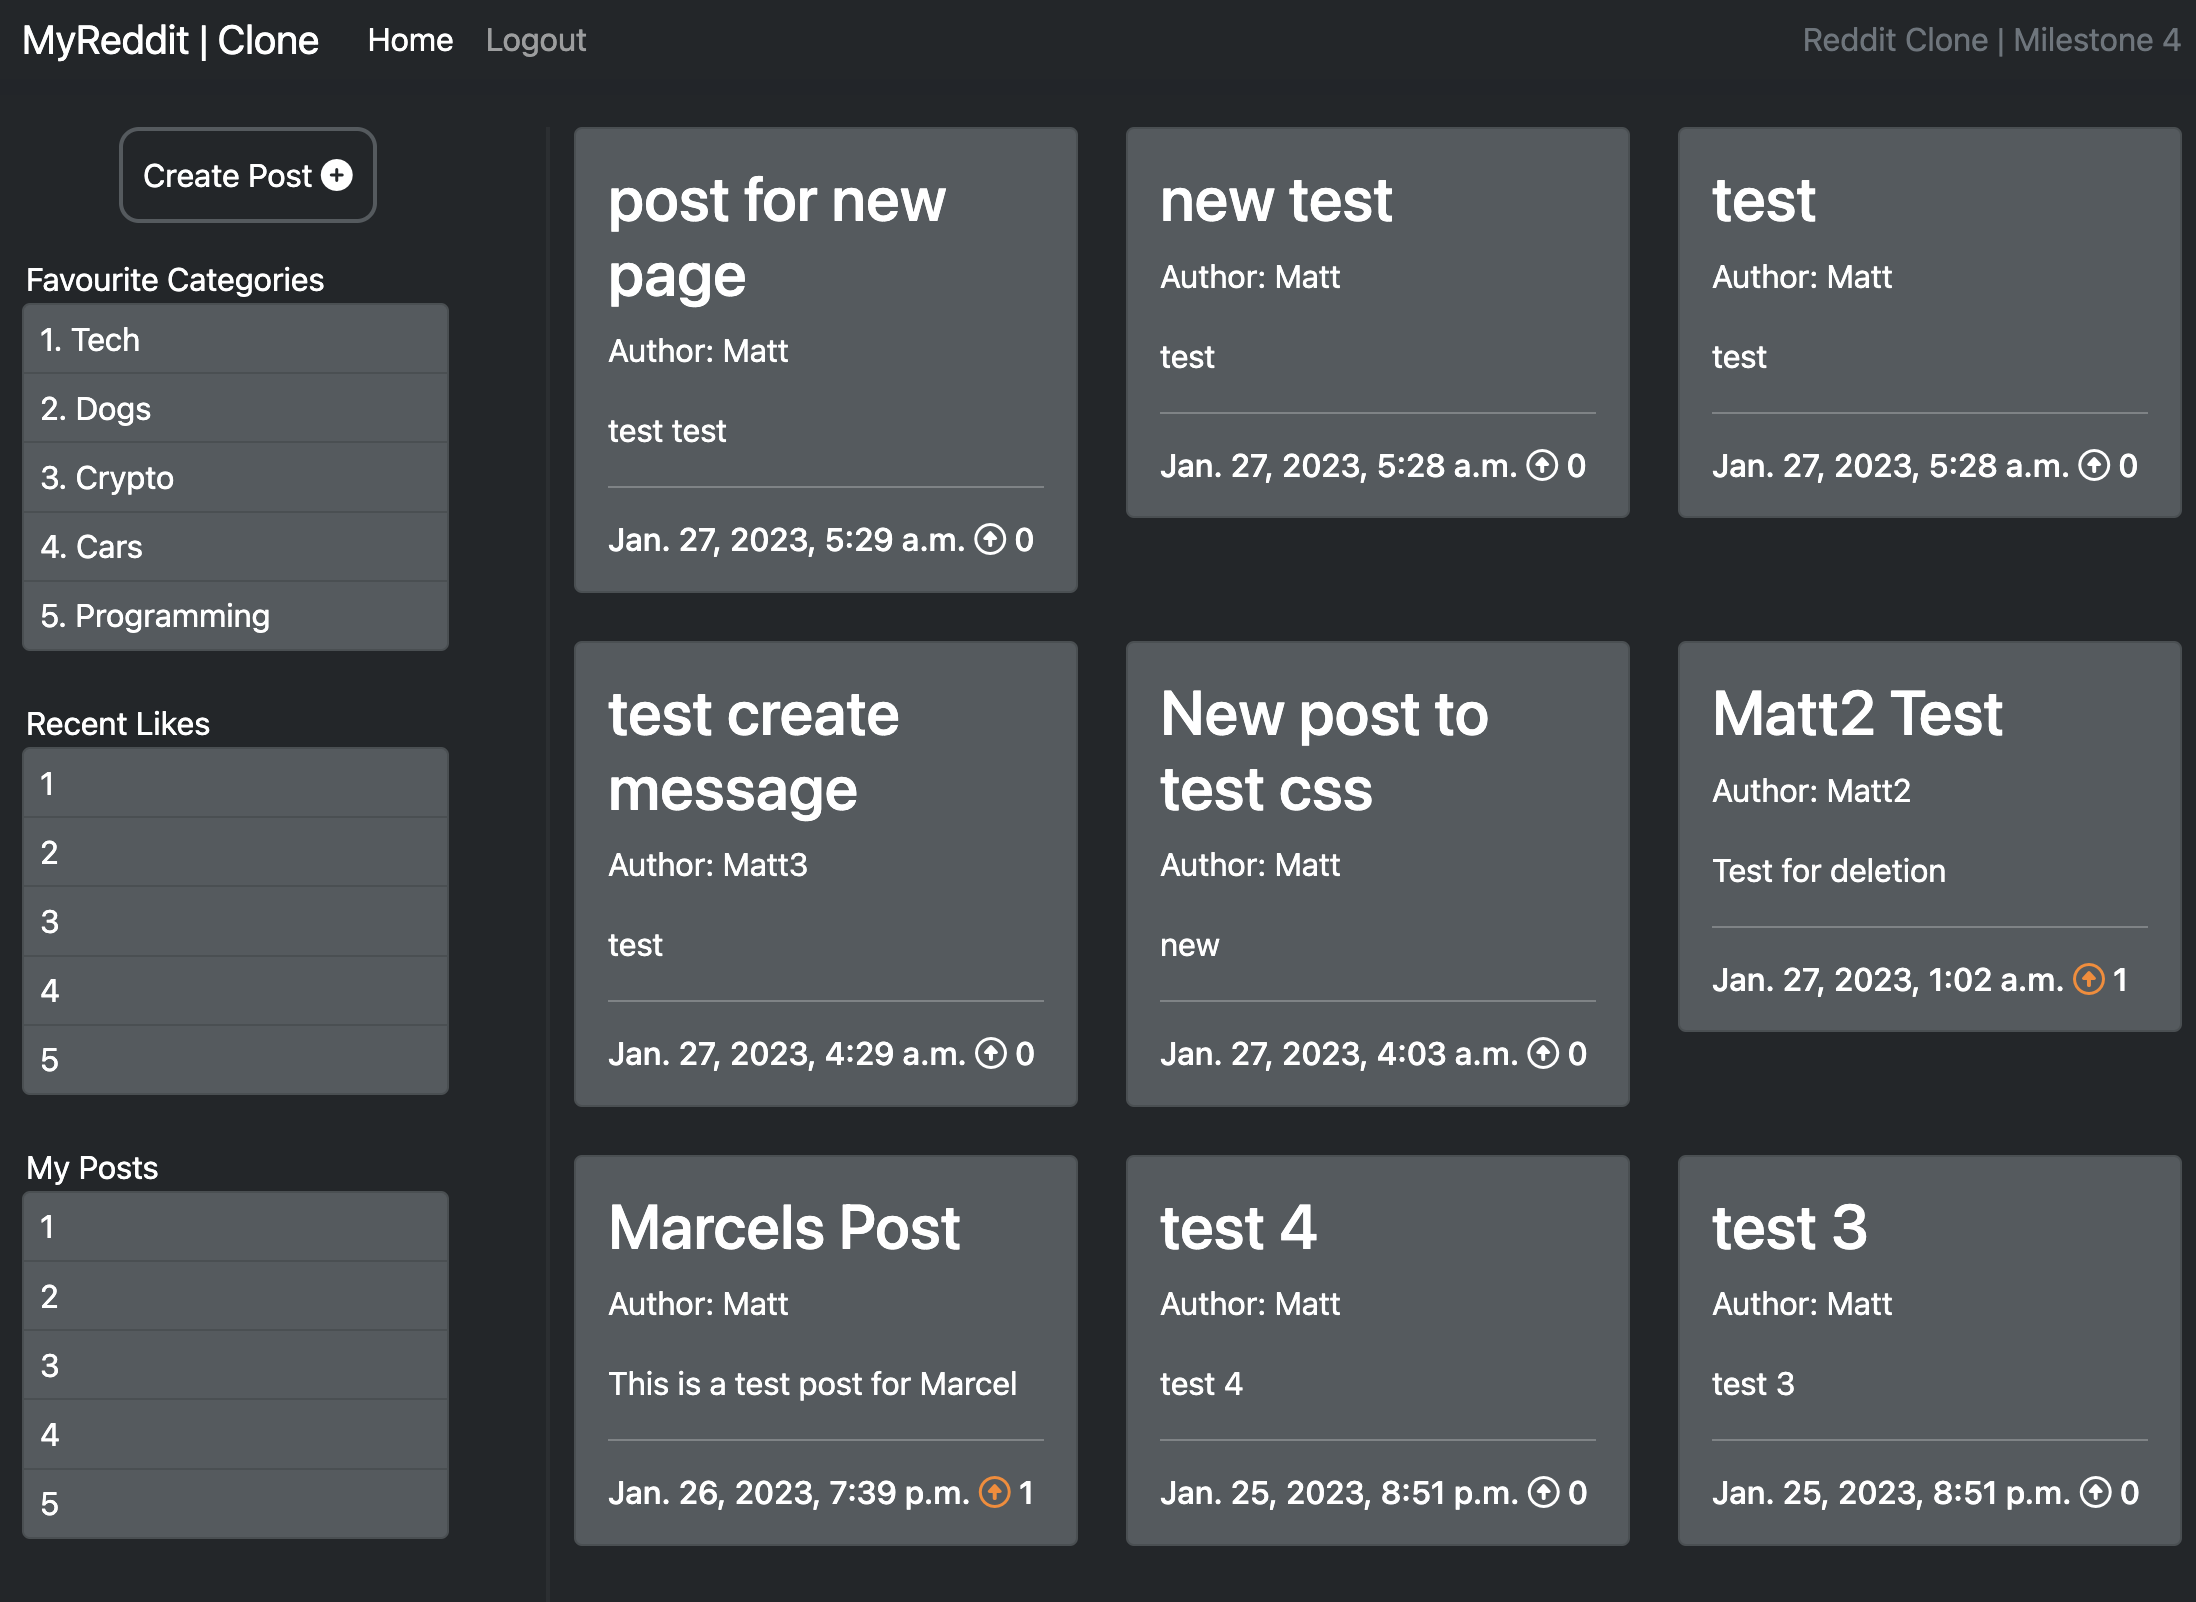 MyReddit | Clone Home Logout Reddit Clone | Milestone 4
Create Post
Favourite Categories
1. Tech
2. Dogs
3. Crypto
4. Cars
5. Programming
Recent Likes
1
2
3
4
5
My Posts
1
2
3
4
5
post for new
page
Author: Matt
test test
Jan. 27, 2023, 5:29 a.m. 0
new test
Author: Matt
test
Jan. 27, 2023, 5:28 a.m. 0
test
Author: Matt
test
Jan. 27, 2023, 5:28 a.m. 0
test create
message
Author: Matt3
test
Jan. 27, 2023, 4:29 a.m. 0
New post to
test css
Author: Matt
new
Jan. 27, 2023, 4:03 a.m. 0
Matt2 Test
Author: Matt2
Test for deletion
Jan. 27, 2023, 1:02 a.m. 1
Marcels Post
Author: Matt
This is a test post for Marcel
Jan. 26, 2023, 7:39 p.m. 1
test 4
Author: Matt
test 4
Jan. 25, 2023, 8:51 p.m. 0
test 3
Author: Matt
test 3
Jan. 25, 2023, 8:51 p.m. 0